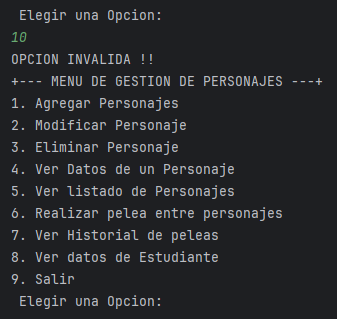 Elegir una Opcion:
10
OPCION INVALIDA !!
+--- MENU DE GESTION DE PERSONAJES ---+
1. Agregar Personajes
2. Modificar Personaje
3. Eliminar Personaje
4. Ver Datos de un Personaje
5. Ver listado de Personajes
6. Realizar pelea entre personajes
7. Ver Historial de peleas
8. Ver datos de Estudiante
9. Salir
Elegir una Opcion: